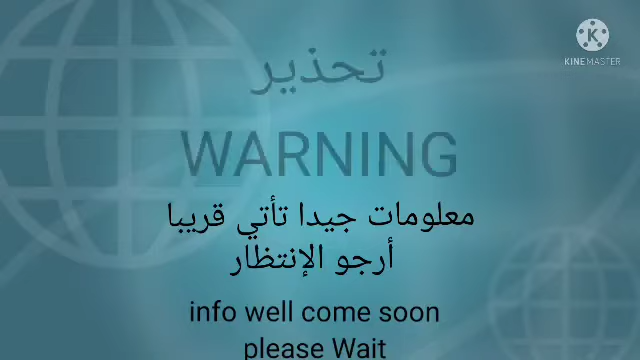 تحذير
WARNING
معلومات جيدا تأتي قريبا
أرجو الإنتظار
info well come soon
please Wait
K
KINEMASTER